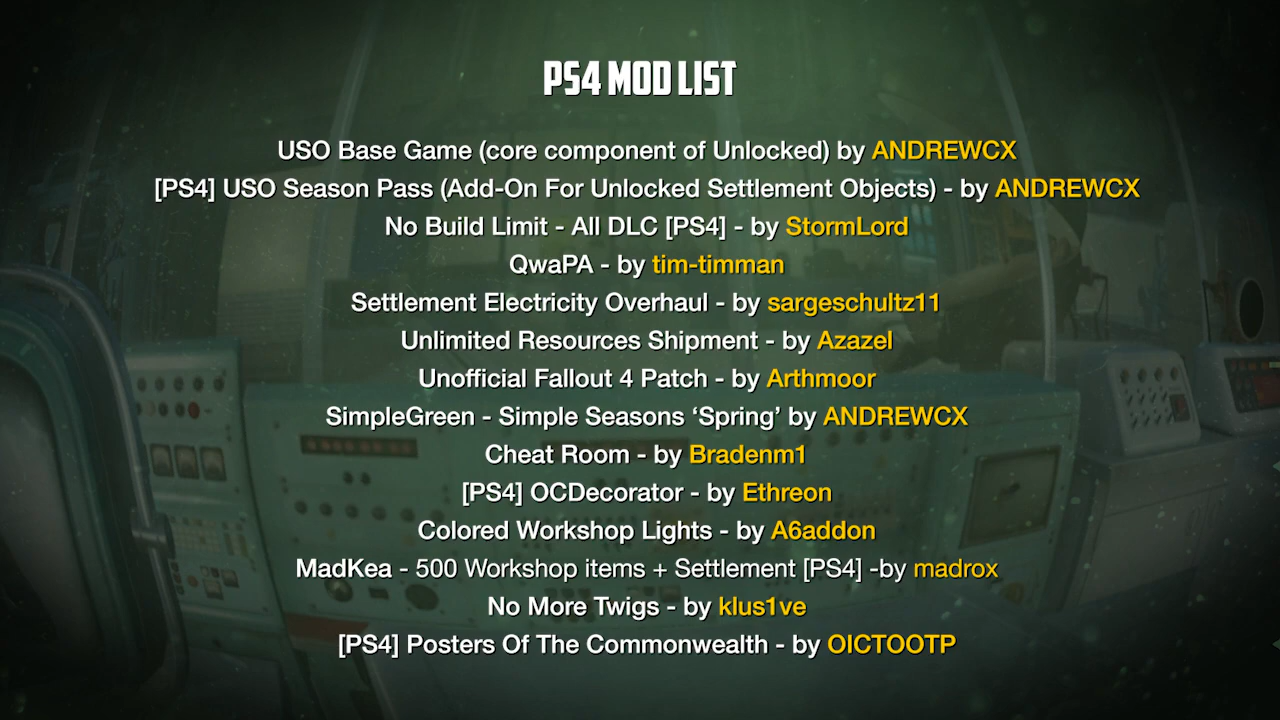 PS4 MOD LIST
USO Base Game (core component of Unlocked) by ANDREWCX
[PS4] USO Season Pass (Add-On For Unlocked Settlement Objects) - by ANDREWCX
No Build Limit - All DLC [PS4] - by StormLord
QwaPA - by tim-timman
Settlement Electricity Overhaul - by sargeschultz11
Unlimited Resources Shipment - by Azazel
Unofficial Fallout 4 Patch - by Arthmoor
SimpleGreen - Simple Seasons ‘Spring’ by ANDREWCX
Cheat Room - by Bradenm1
[PS4] OCDecorator - by Ethreon
Colored Workshop Lights - by A6addon
MadKea - 500 Workshop items + Settlement [PS4] -by madrox
No More Twigs - by klus1ve
[PS4] Posters Of The Commonwealth - by OICTOOTP